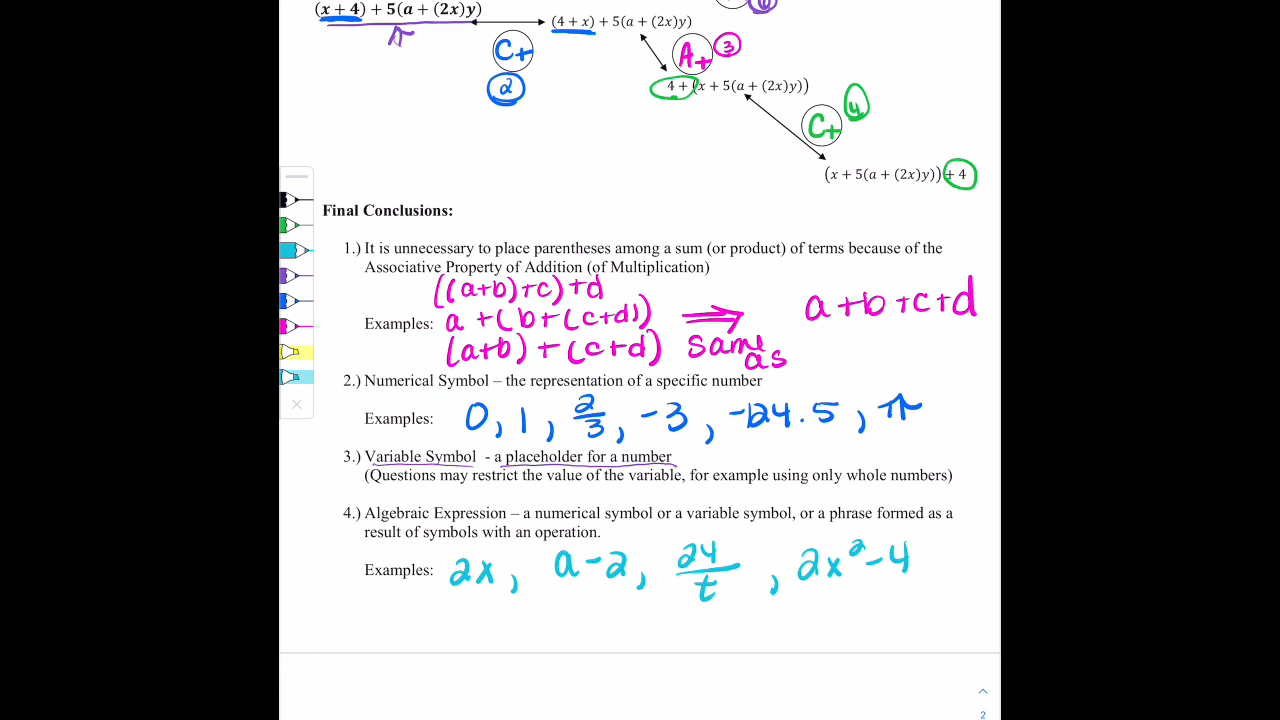 (x + 4) + 5(a + (2x)y)
π
(4 + x) + 5(a + (2x)y)
C+
2
A+ 3
4 + (x + 5(a + (2x)y))
C+ 4
(x + 5(a + (2x)y)) + 4
Final Conclusions:
1.) It is unnecessary to place parentheses among a sum (or product) of terms because of the
Associative Property of Addition (of Multiplication)
((a+b)+c)+d
Examples: a +(b+(c+d)) ⟹ a+b+c+d
(a+b) + (c+d) same as
2.) Numerical Symbol – the representation of a specific number
Examples: 0, 1, 2/3, -3, -124.5, π
3.) Variable Symbol - a placeholder for a number
(Questions may restrict the value of the variable, for example using only whole numbers)
4.) Algebraic Expression – a numerical symbol or a variable symbol, or a phrase formed as a
result of symbols with an operation.
Examples: 2x, a-2, 24/t, 2x²-4
2